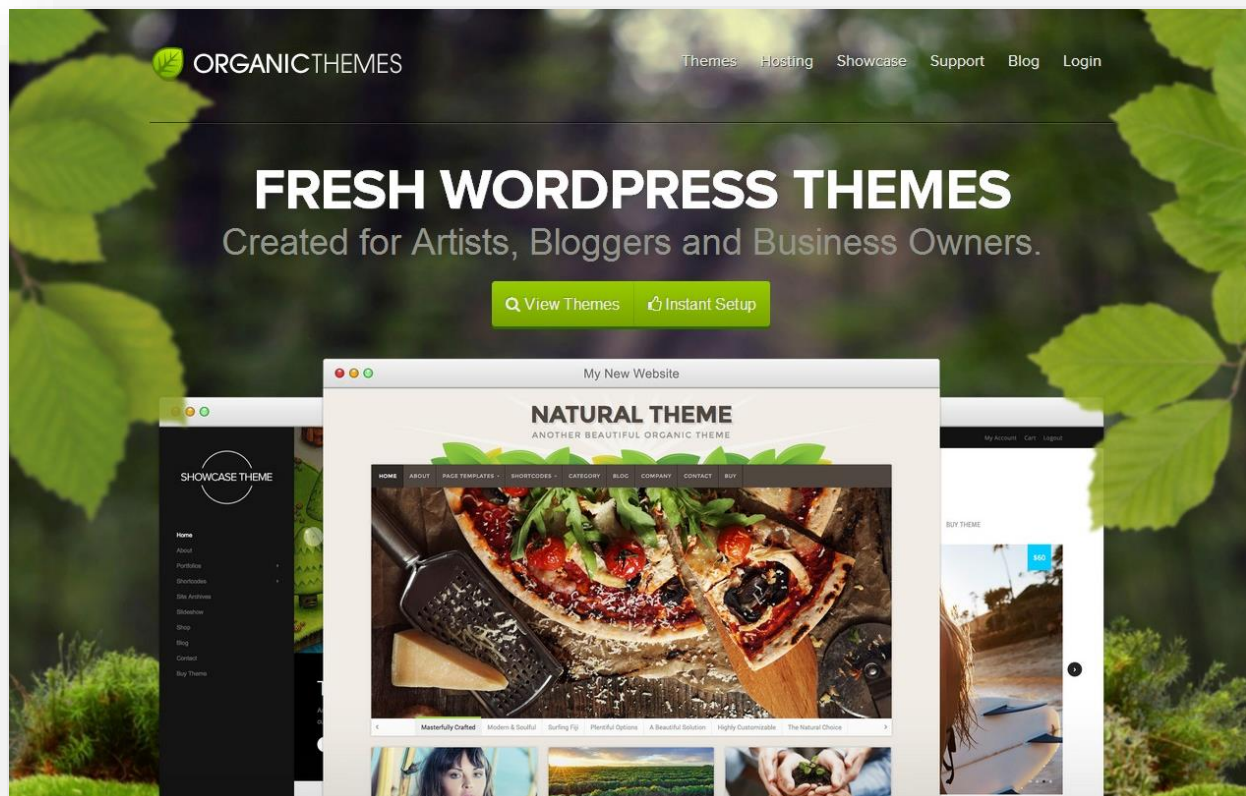 ORGANICTHEMES
Themes Hosting Showcase Support Blog Login
FRESH WORDPRESS THEMES
Created for Artists, Bloggers and Business Owners.
View Themes Instant Setup
My New Website
NATURAL THEME
ANOTHER BEAUTIFUL ORGANIC THEME
HOME ABOUT PAGE TEMPLATES SHORTCODES CATEGORY BLOG COMPANY CONTACT BUY
Masterfully Crafted Modern & Soulful Surfing Fiji Plentiful Options A Beautiful Solution Highly Customizable The Natural Choice
SHOWCASE THEME
Home
About
Portfolios
Shortcodes
Site Archives
Slideshow
Shop
Blog
Contact
Buy Theme
My Account Cart Logout
BUY THEME
$60